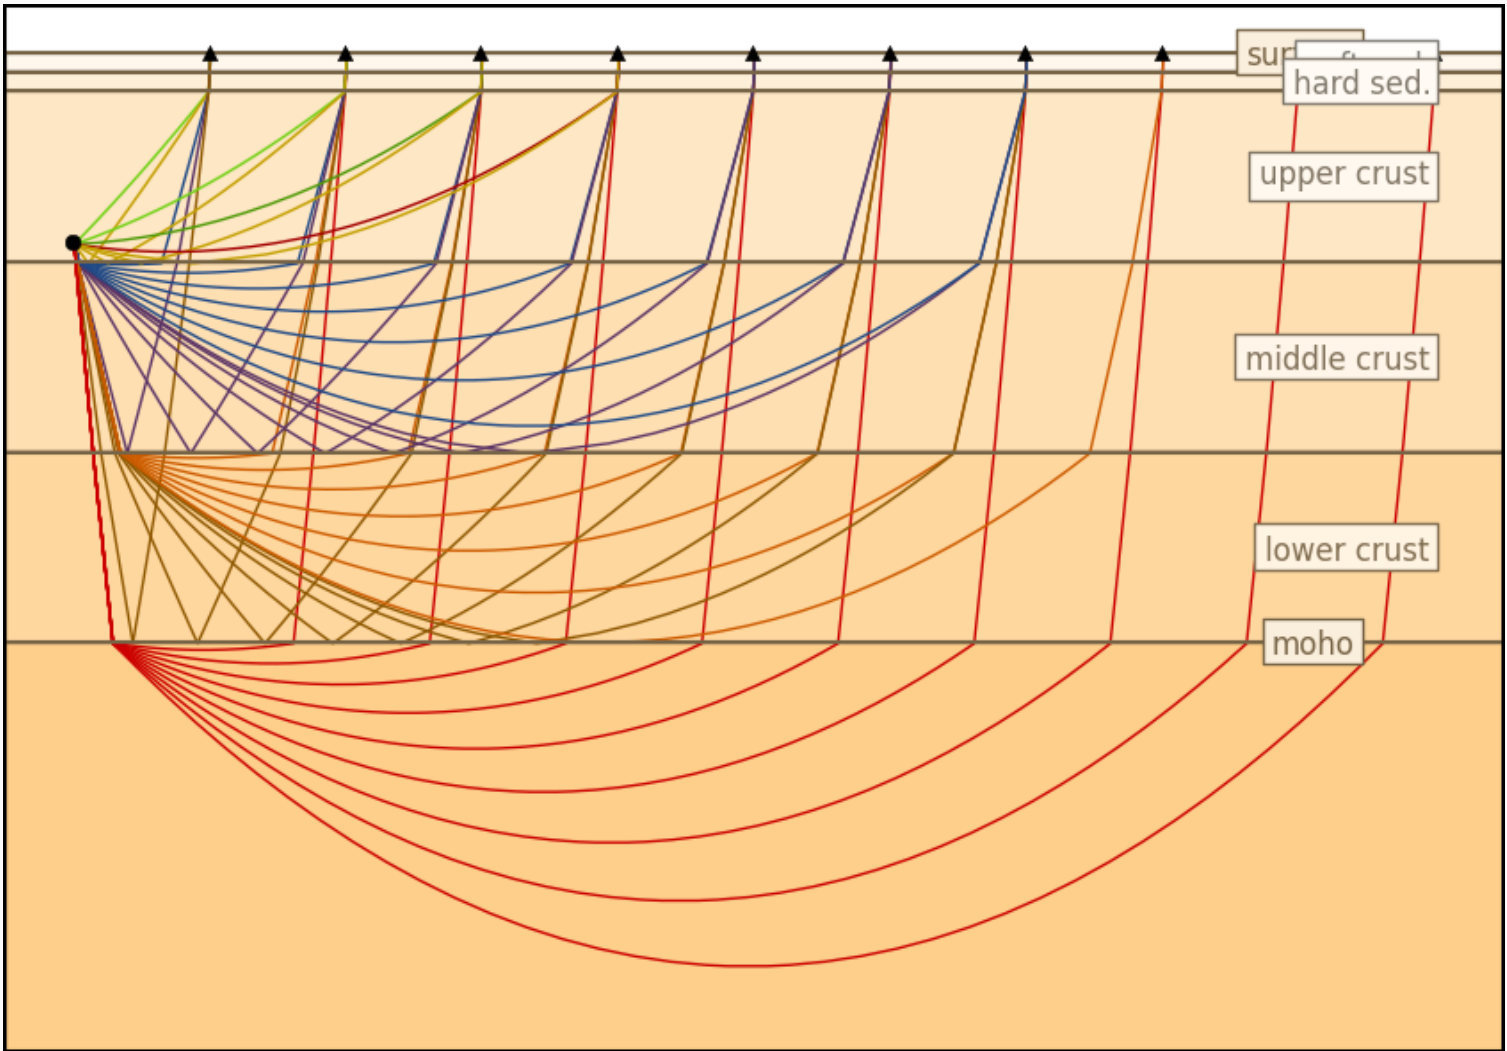 hard sed.
upper crust
middle crust
lower crust
moho